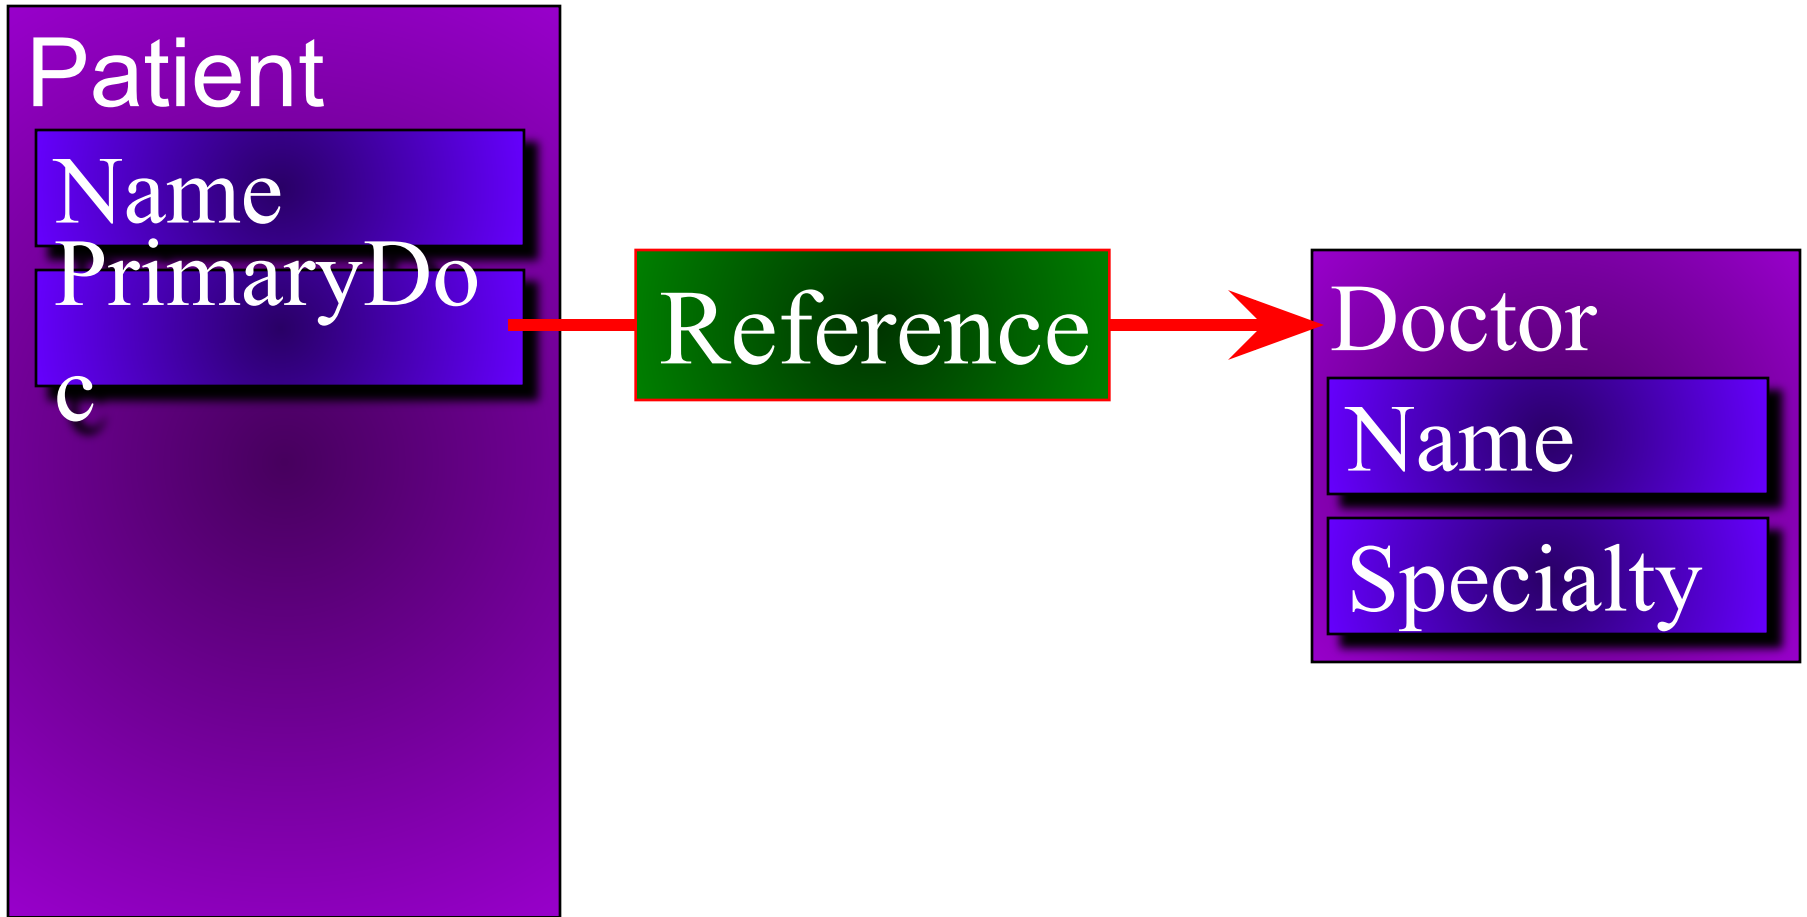 Patient
Name
PrimaryDo
c
Reference
Doctor
Name
Specialty